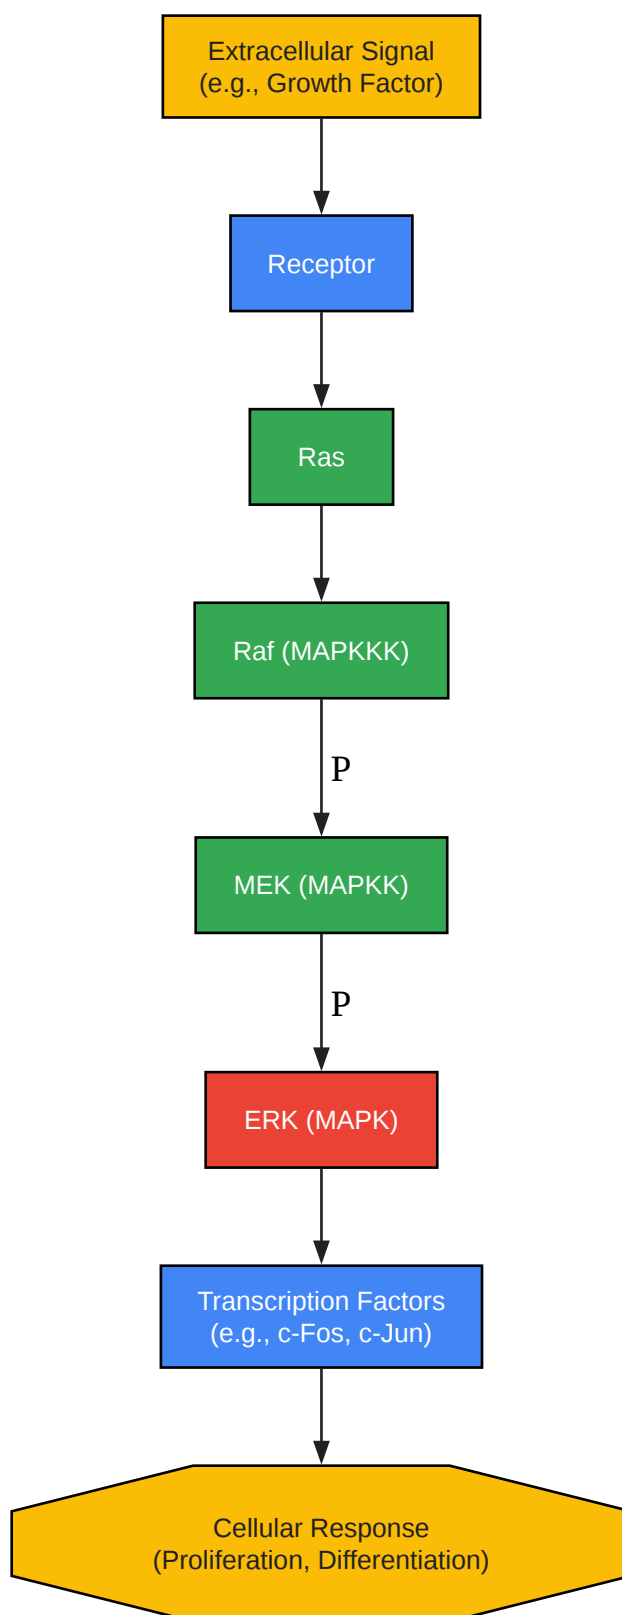 Extracellular Signal
(e.g., Growth Factor)
Receptor
Ras
Raf (MAPKKK)
P
MEK (MAPKK)
P
ERK (MAPK)
Transcription Factors
(e.g., c-Fos, c-Jun)
Cellular Response
(Proliferation, Differentiation)